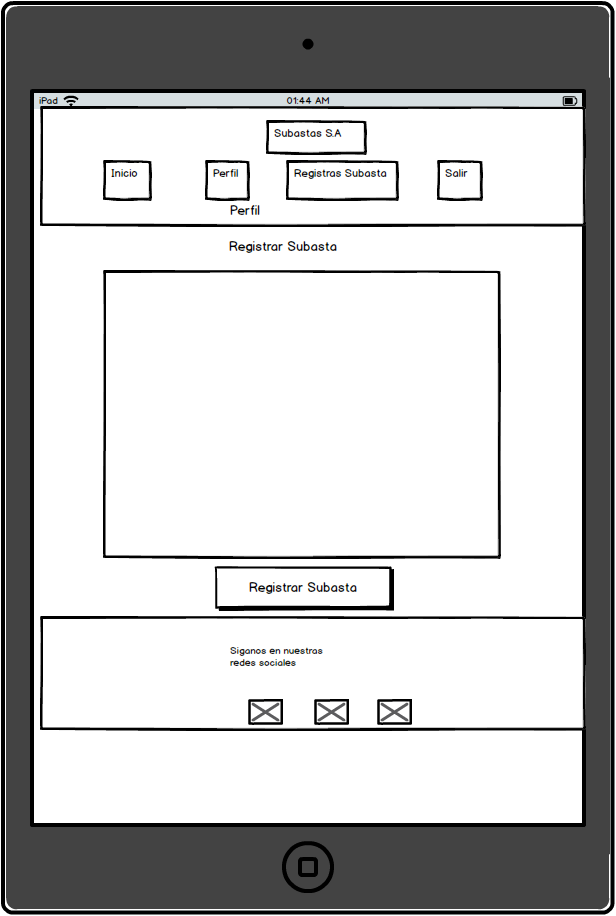 iPad 01:44 AM
Subastas S.A
Inicio Perfil Registras Subasta Salir
Perfil
Registrar Subasta
Registrar Subasta
Siganos en nuestras
redes sociales